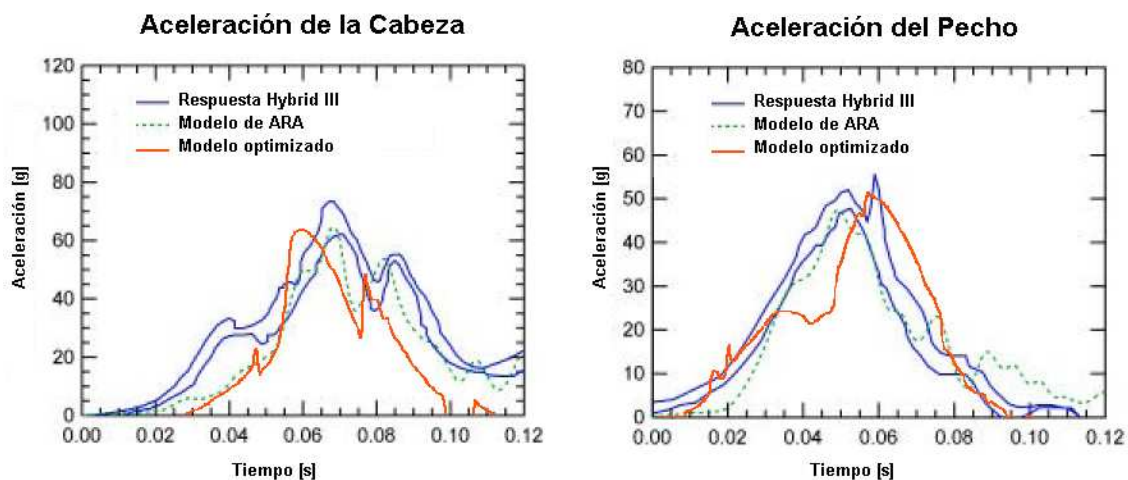 Aceleración de la Cabeza
Aceleración [g]
120
100
80
60
40
20
0
Respuesta Hybrid III
Modelo de ARA
Modelo optimizado
0.00 0.02 0.04 0.06 0.08 0.10 0.12
Tiempo [s]
Aceleración del Pecho
Aceleración [g]
80
70
60
50
40
30
20
10
0
Respuesta Hybrid III
Modelo de ARA
Modelo optimizado
0.00 0.02 0.04 0.06 0.08 0.10 0.12
Tiempo [s]